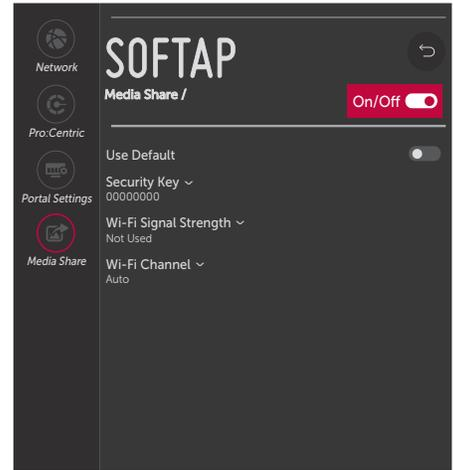 Network
Pro:Centric
Portal Settings
Media Share
SOFTAP
Media Share /
On/Off
Use Default
Security Key
00000000
Wi-Fi Signal Strength
Not Used
Wi-Fi Channel
Auto